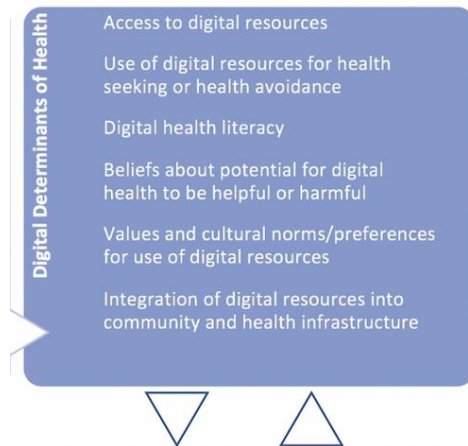 Digital Determinants of Health
Access to digital resources
Use of digital resources for health
seeking or health avoidance
Digital health literacy
Beliefs about potential for digital
health to be helpful or harmful
Values and cultural norms/preferences
for use of digital resources
Integration of digital resources into
community and health infrastructure